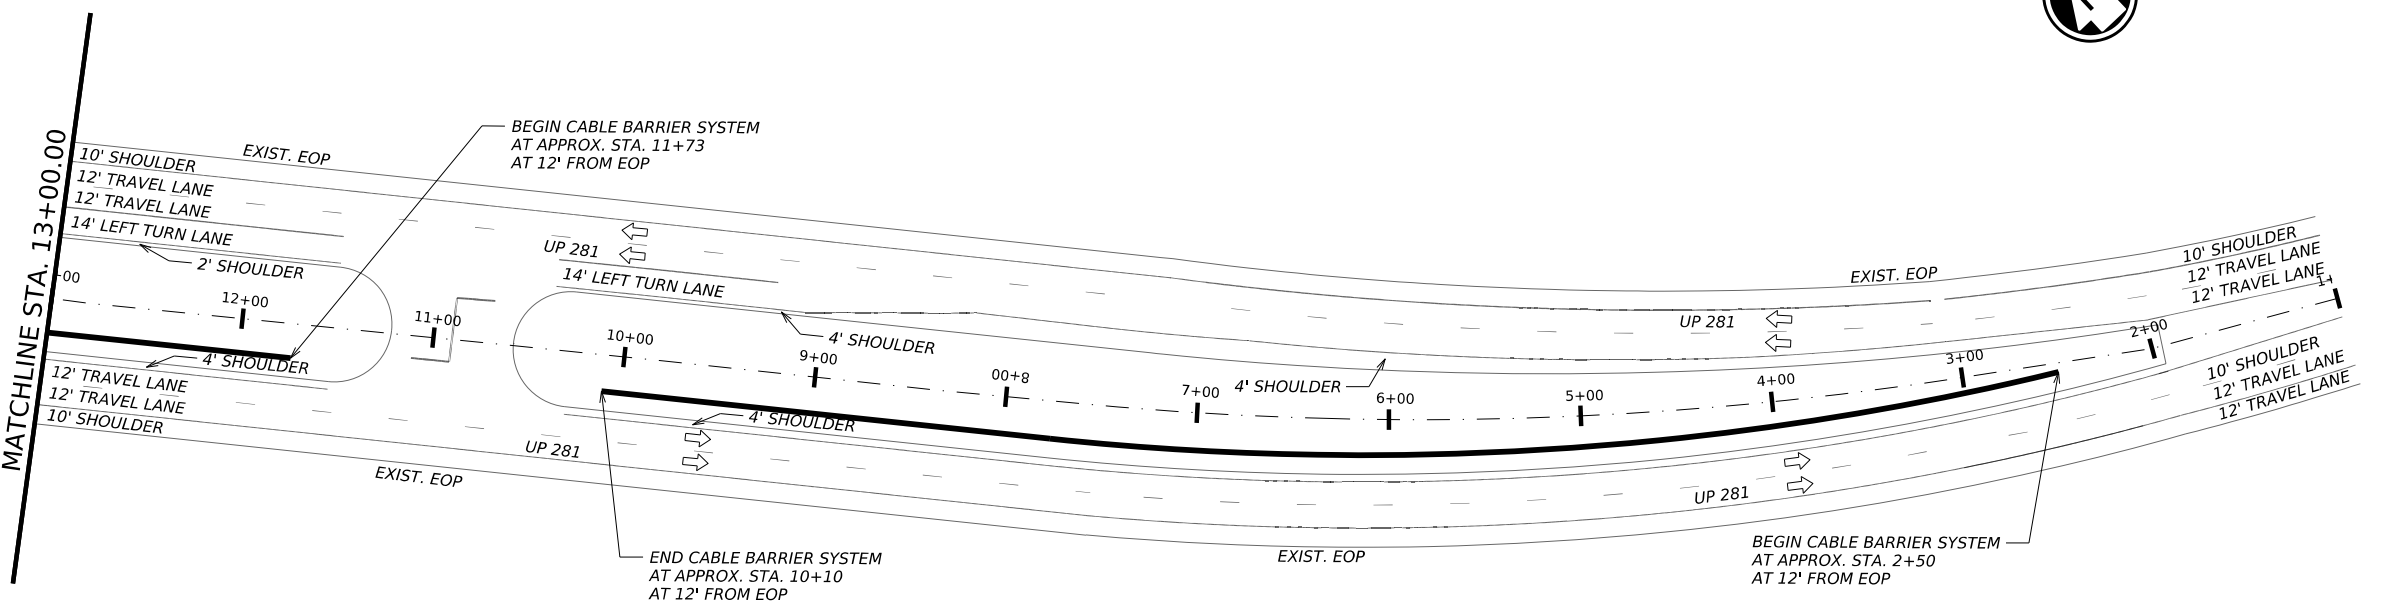 MATCHLINE STA. 13+00.00
10' SHOULDER
12' TRAVEL LANE
12' TRAVEL LANE
14' LEFT TURN LANE
2' SHOULDER
EXIST. EOP
BEGIN CABLE BARRIER SYSTEM
AT APPROX. STA. 11+73
AT 12' FROM EOP
00
12+00
11+00
4' SHOULDER
12' TRAVEL LANE
12' TRAVEL LANE
10' SHOULDER
EXIST. EOP
UP 281
UP 281
14' LEFT TURN LANE
10+00
9+00
8+00
7+00
6+00
5+00
4+00
3+00
2+00
1+
4' SHOULDER
4' SHOULDER
4' SHOULDER
END CABLE BARRIER SYSTEM
AT APPROX. STA. 10+10
AT 12' FROM EOP
EXIST. EOP
UP 281
EXIST. EOP
UP 281
10' SHOULDER
12' TRAVEL LANE
12' TRAVEL LANE
10' SHOULDER
12' TRAVEL LANE
12' TRAVEL LANE
BEGIN CABLE BARRIER SYSTEM
AT APPROX. STA. 2+50
AT 12' FROM EOP